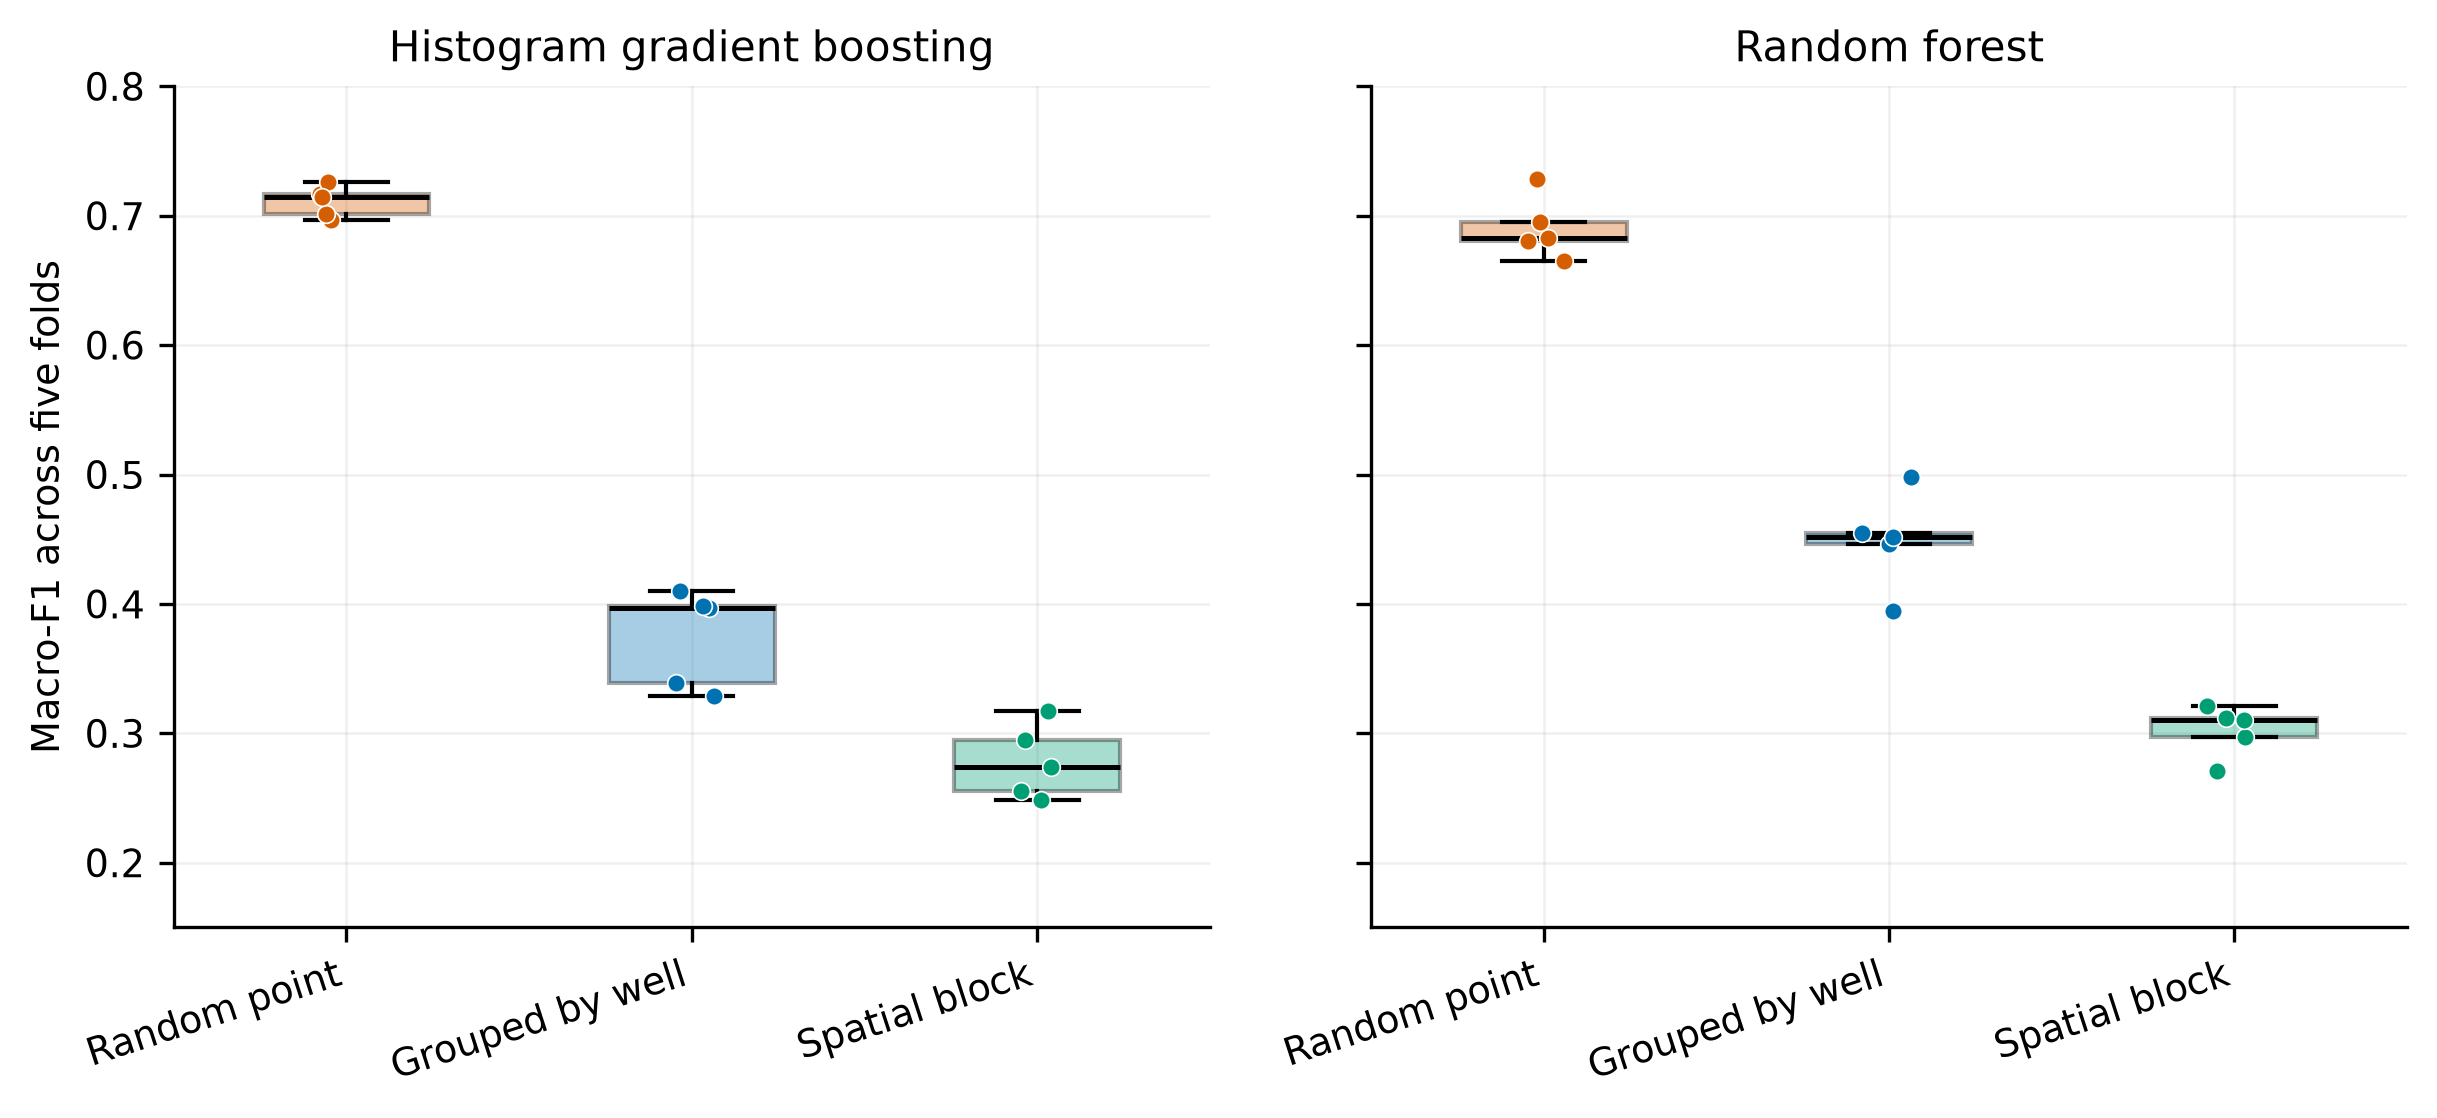 Histogram gradient boosting
Random forest
Macro-F1 across five folds
0.8
0.7
0.6
0.5
0.4
0.3
0.2
Random point
Grouped by well
Spatial block
Random point
Grouped by well
Spatial block